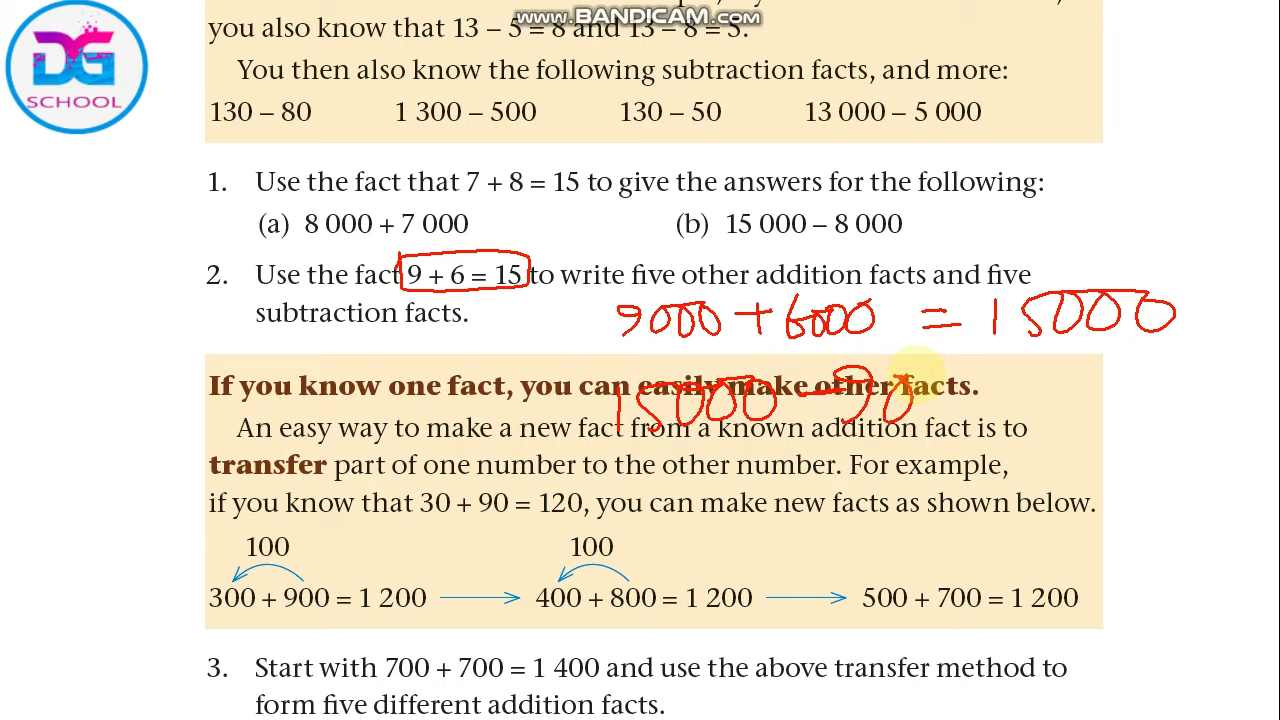 www.BANDICAM.com
you also know that 13 – 5 = 8 and 13 – 8 = 5.
DG
SCHOOL
You then also know the following subtraction facts, and more:
130 – 80 1 300 – 500 130 – 50 13 000 – 5 000
1. Use the fact that 7 + 8 = 15 to give the answers for the following:
(a) 8 000 + 7 000 (b) 15 000 – 8 000
2. Use the fact 9 + 6 = 15 to write five other addition facts and five
subtraction facts.
9000 + 6000 = 15000
If you know one fact, you can easily make other facts.
15000 - 90
An easy way to make a new fact from a known addition fact is to
transfer part of one number to the other number. For example,
if you know that 30 + 90 = 120, you can make new facts as shown below.
100 100
300 + 900 = 1 200 400 + 800 = 1 200 500 + 700 = 1 200
3. Start with 700 + 700 = 1 400 and use the above transfer method to
form five different addition facts.